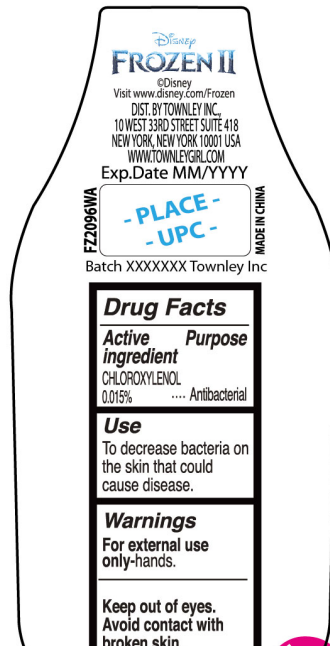 Disney
FROZEN II
©Disney
Visit www.disney.com/Frozen
DIST. BY TOWNLEY INC.,
10 WEST 33RD STREET SUITE 418
NEW YORK, NEW YORK 10001 USA
WWW.TOWNLEYGIRL.COM
Exp.Date MM/YYYY
FZ2096WA
- PLACE -
- UPC -
MADE IN CHINA
Batch XXXXXXX Townley Inc
Drug Facts
Active Purpose
ingredient
CHLOROXYLENOL
0.015% .... Antibacterial
Use
To decrease bacteria on
the skin that could
cause disease.
Warnings
For external use
only-hands.
Keep out of eyes.
Avoid contact with
broken skin